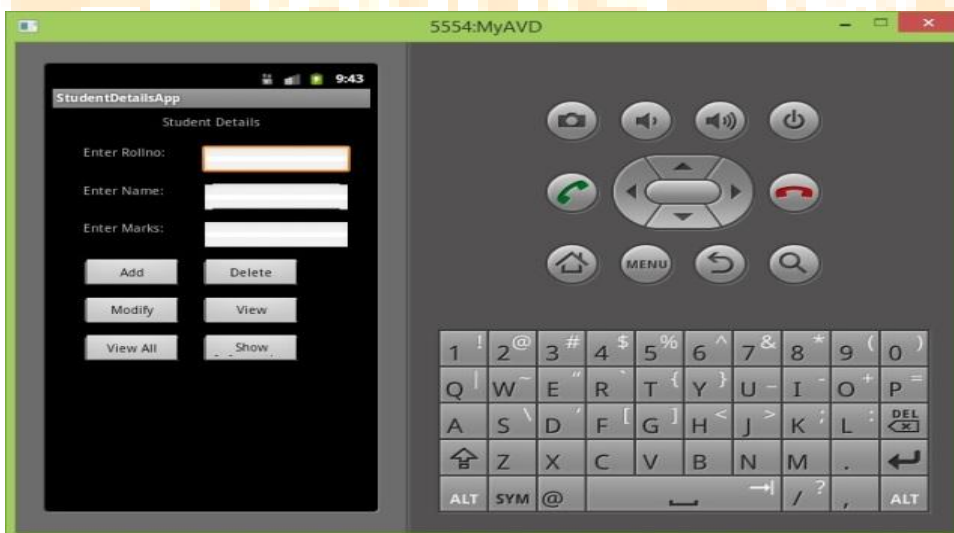 5554:MyAVD
9:43
StudentDetailsApp
Student Details
Enter Rollno:
Enter Name:
Enter Marks:
Add Delete
Modify View
View All Show
MENU
1 ! 2 @ 3 # 4 $ 5 % 6 ^ 7 & 8 * 9 ( 0 )
Q | W ~ E " R ` T { Y } U _ I - O + P =
A S \ D ' F [ G ] H < J > K ; L : DEL
Z X C V B N M .
ALT SYM @ / ? , ALT